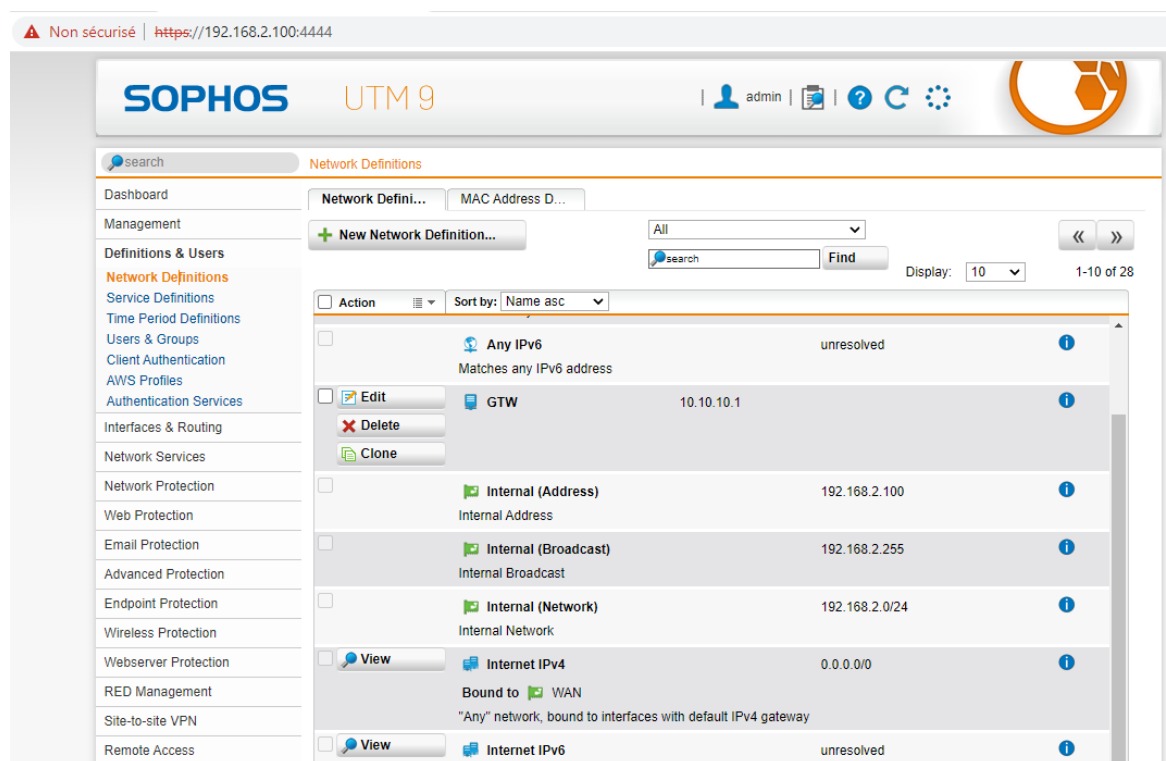 Non sécurisé | https://192.168.2.100:4444
SOPHOS UTM 9
| admin | | ?
search
Network Definitions
Dashboard
Management
Definitions & Users
Network Definitions
Service Definitions
Time Period Definitions
Users & Groups
Client Authentication
AWS Profiles
Authentication Services
Interfaces & Routing
Network Services
Network Protection
Web Protection
Email Protection
Advanced Protection
Endpoint Protection
Wireless Protection
Webserver Protection
RED Management
Site-to-site VPN
Remote Access
Network Defini... MAC Address D...
+ New Network Definition...
All
search Find
Display: 10
« »
1-10 of 28
Action Sort by: Name asc
Any IPv6 unresolved
Matches any IPv6 address
Edit GTW 10.10.10.1
Delete
Clone
Internal (Address) 192.168.2.100
Internal Address
Internal (Broadcast) 192.168.2.255
Internal Broadcast
Internal (Network) 192.168.2.0/24
Internal Network
View Internet IPv4 0.0.0.0/0
Bound to WAN
"Any" network, bound to interfaces with default IPv4 gateway
View Internet IPv6 unresolved